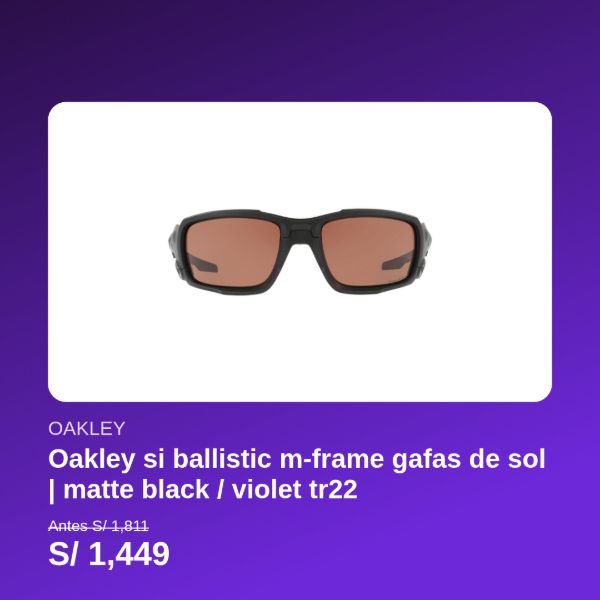 OAKLEY
Oakley si ballistic m-frame gafas de sol
| matte black / violet tr22
Antes S/ 1,811
S/ 1,449